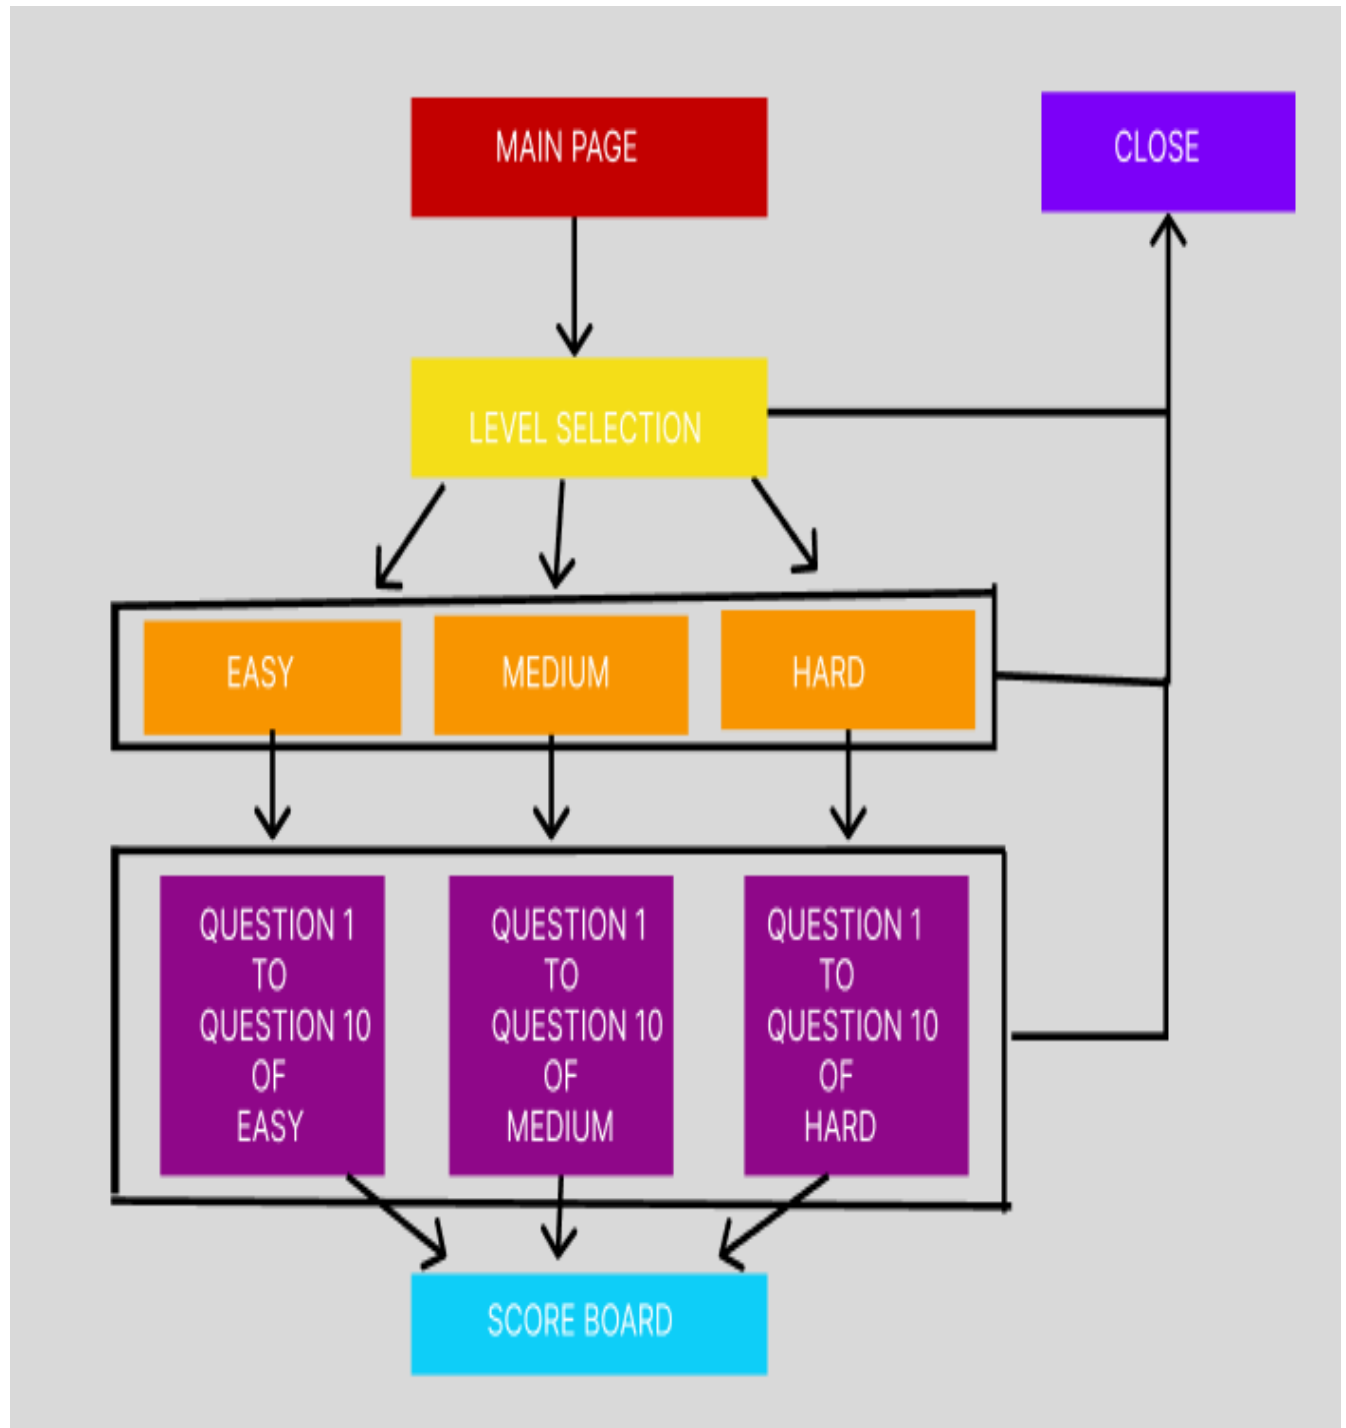 MAIN PAGE
CLOSE
LEVEL SELECTION
EASY
MEDIUM
HARD
QUESTION 1
TO
QUESTION 10
OF
EASY
QUESTION 1
TO
QUESTION 10
OF
MEDIUM
QUESTION 1
TO
QUESTION 10
OF
HARD
SCORE BOARD